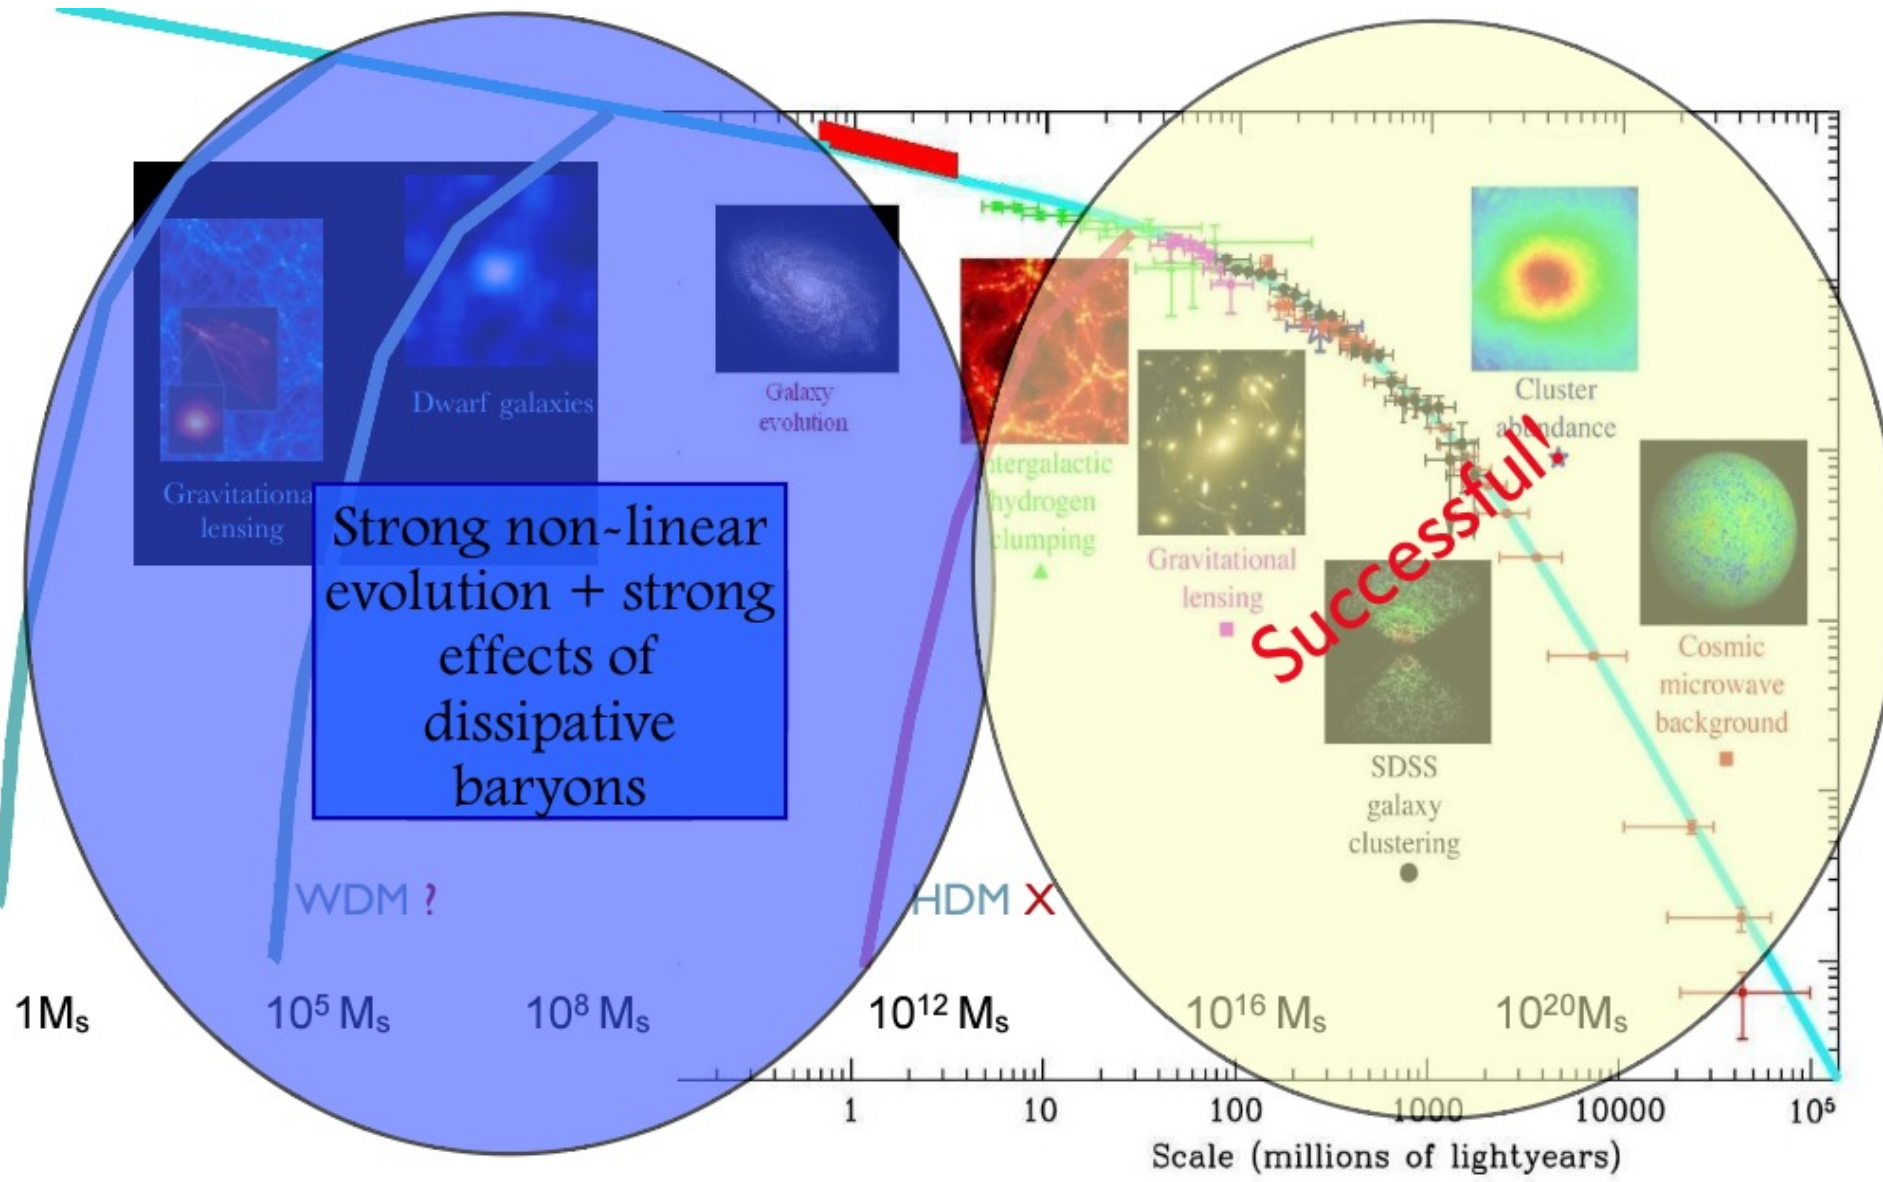 Gravitationa
lensing
Dwarf galaxies
Galaxy
evolution
Strong non-linear
evolution + strong
effects of
dissipative
baryons
ntergalactic
hydrogen
clumping
Gravitational
lensing
Cluster
abundance
Successful!
SDSS
galaxy
clustering
Cosmic
microwave
background
WDM ?
HDM X
1Mₛ
10⁵ Mₛ
10⁸ Mₛ
10¹² Mₛ
10¹⁶ Mₛ
10²⁰Mₛ
1
10
100
1000
10000
10⁵
Scale (millions of lightyears)